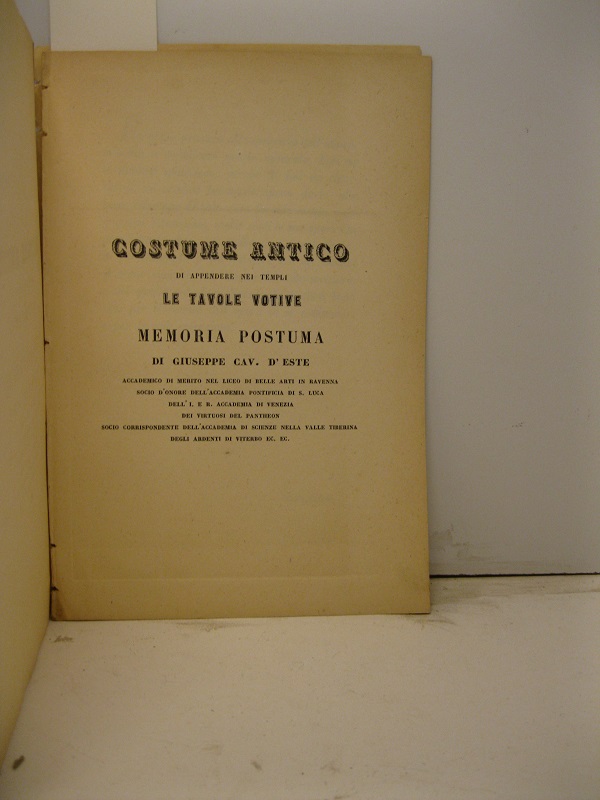 COSTUME ANTICO
DI APPENDERE NEI TEMPLI
LE TAVOLE VOTIVE
MEMORIA POSTUMA
DI GIUSEPPE CAV. D'ESTE
ACCADEMICO DI MERITO NEL LICEO DI BELLE ARTI IN RAVENNA
SOCIO D'ONORE DELL'ACCADEMIA PONTIFICIA DI S. LUCA
DELL'I. E R. ACCADEMIA DI VENEZIA
DEI VIRTUOSI DEL PANTHEON
SOCIO CORRISPONDENTE DELL'ACCADEMIA DI SCIENZE NELLA VALLE TIBERINA
DEGLI ARDENTI DI VITERBO EC. EC.